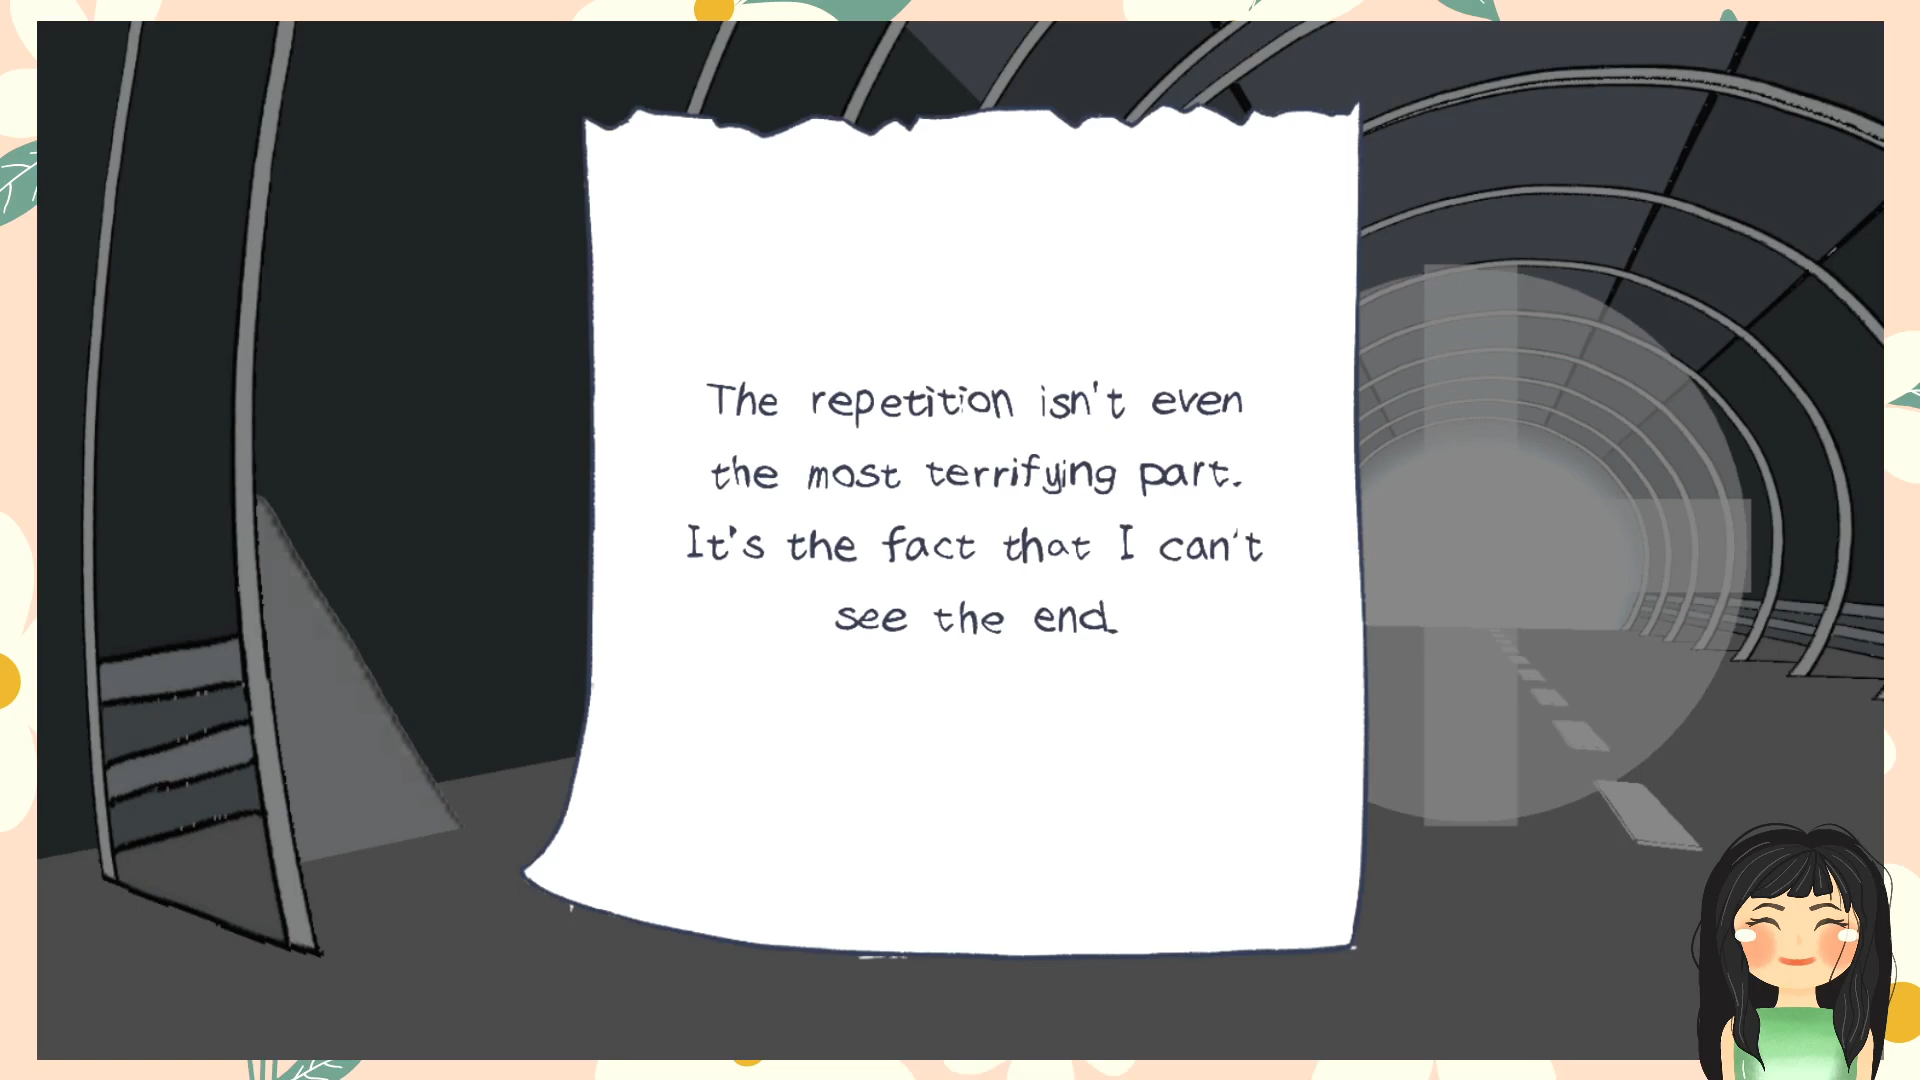 The repetition isn't even
the most terrifying part.
It's the fact that I can't
see the end.